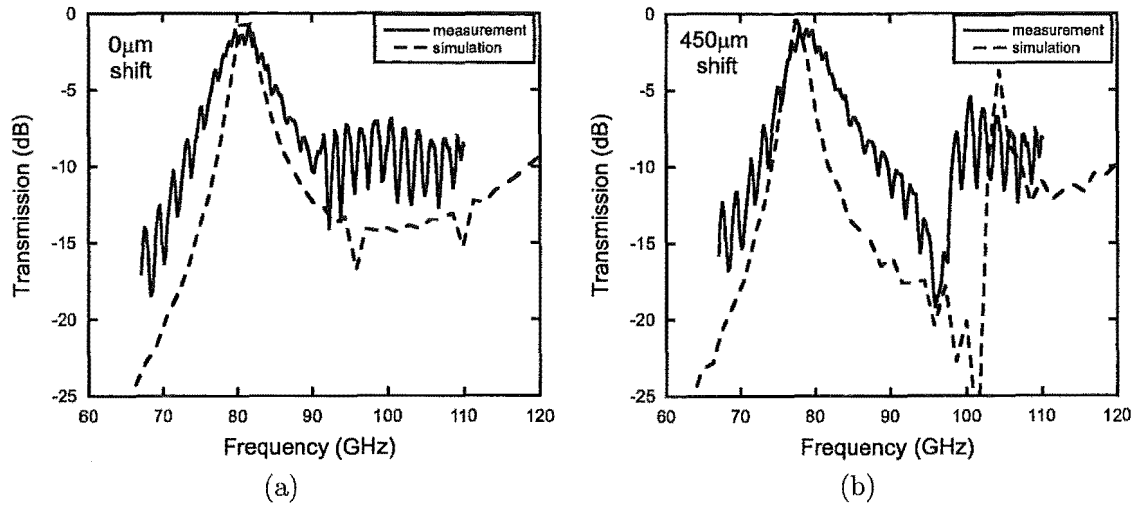 0μm
shift
measurement
simulation
Transmission (dB)
0
-5
-10
-15
-20
-25
60 70 80 90 100 110 120
Frequency (GHz)
(a)
450μm
shift
measurement
simulation
Transmission (dB)
0
-5
-10
-15
-20
-25
60 70 80 90 100 110 120
Frequency (GHz)
(b)